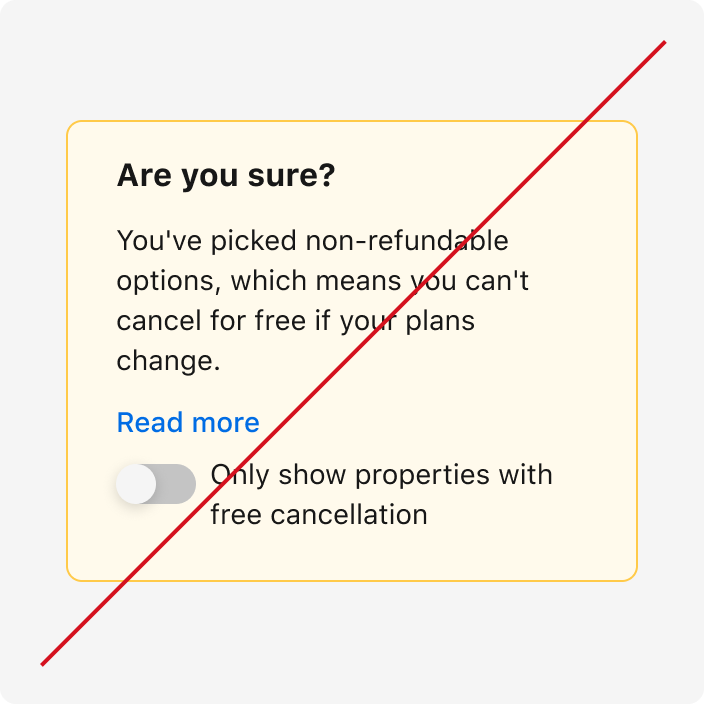 Are you sure?
You've picked non-refundable
options, which means you can't
cancel for free if your plans
change.
Read more
Only show properties with
free cancellation